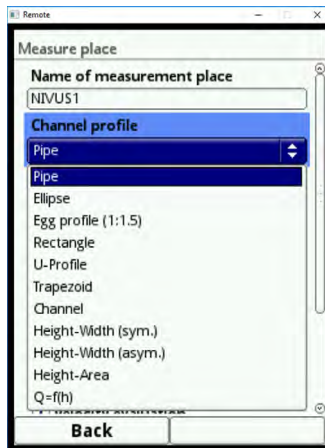 Remote
Measure place
Name of measurement place
NIVUS1
Channel profile
Pipe
Pipe
Ellipse
Egg profile (1:1.5)
Rectangle
U-Profile
Trapezoid
Channel
Height-Width (sym.)
Height-Width (asym.)
Height-Area
Q=f(h)
Back